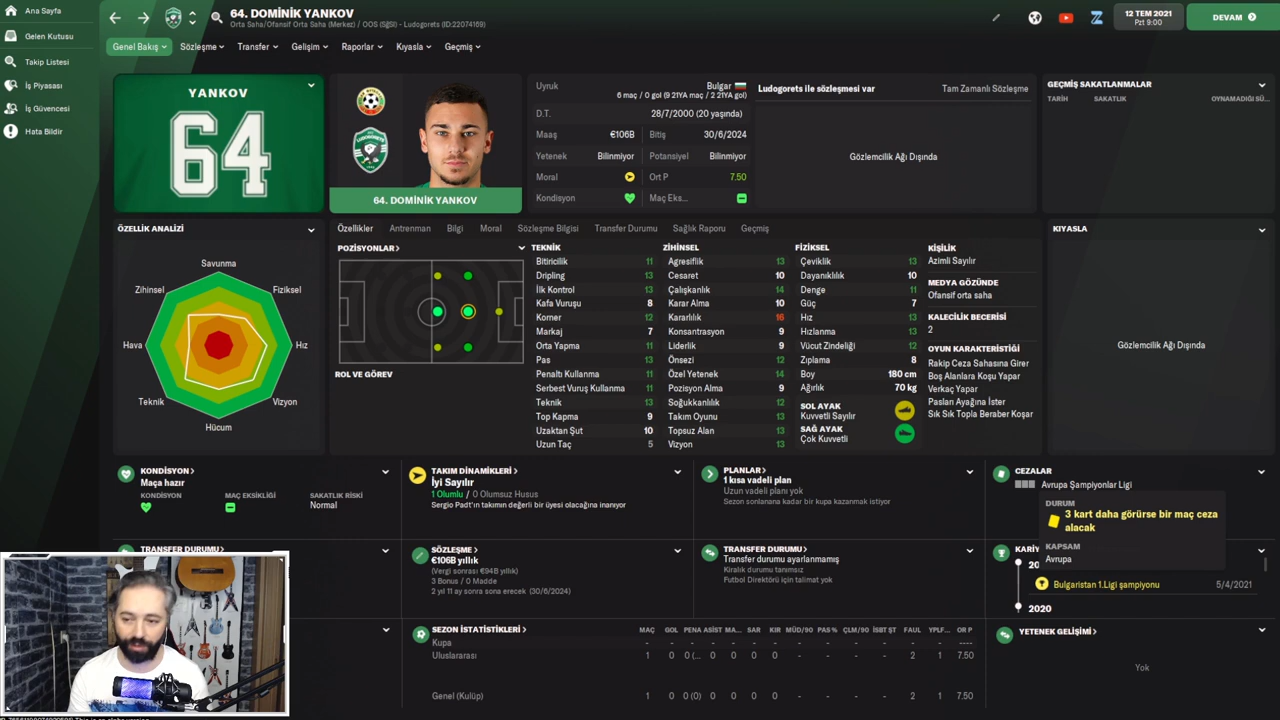 Ana Sayfa
Gelen Kutusu
Takip Listesi
İş Piyasası
İş Güvencesi
Hata Bildir
64. DOMİNİK YANKOV
Orta Saha/Ofansif Orta Saha (Merkez) / OOS (SğSl) - Ludogorets (ID:22074169)
12 TEM 2021
Pzt 9:00
DEVAM
Genel Bakış
Sözleşme
Transfer
Gelişim
Raporlar
Kıyasla
Geçmiş
YANKOV
64
64. DOMİNİK YANKOV
Uyruk Bulgar
6 maç / 0 gol (9 21YA maç / 2 21YA gol)
D.T. 28/7/2000 (20 yaşında)
Maaş €106B Bitiş 30/6/2024
Yetenek Bilinmiyor Potansiyel Bilinmiyor
Moral Ort P 7.50
Kondisyon Maç Eks...
Ludogorets ile sözleşmesi var Tam Zamanlı Sözleşme
Gözlemcilik Ağı Dışında
GEÇMİŞ SAKATLANMALAR
TARİH SAKATLIK OYNAMADIĞI SÜ...
ÖZELLİK ANALİZİ
Savunma
Zihinsel Fiziksel
Hava Hız
Teknik Vizyon
Hücum
Özellikler Antrenman Bilgi Moral Sözleşme Bilgisi Transfer Durumu Sağlık Raporu Geçmiş
POZİSYONLAR
ROL VE GÖREV
TEKNİK
Bitiricilik 11
Dripling 13
İlk Kontrol 13
Kafa Vuruşu 8
Korner 12
Markaj 7
Orta Yapma 11
Pas 13
Penaltı Kullanma 11
Serbest Vuruş Kullanma 11
Teknik 13
Top Kapma 9
Uzaktan Şut 10
Uzun Taç 5
ZİHİNSEL
Agresiflik 13
Cesaret 10
Çalışkanlık 14
Karar Alma 10
Kararlılık 16
Konsantrasyon 9
Liderlik 9
Önsezi 12
Özel Yetenek 14
Pozisyon Alma 9
Soğukkanlılık 12
Takım Oyunu 13
Topsuz Alan 13
Vizyon 13
FİZİKSEL
Çeviklik 13
Dayanıklılık 10
Denge 11
Güç 7
Hız 13
Hızlanma 13
Vücut Zindeliği 12
Zıplama 8
Boy 180 cm
Ağırlık 70 kg
SOL AYAK
Kuvvetli Sayılır
SAĞ AYAK
Çok Kuvvetli
KİŞİLİK
Azimli Sayılır
MEDYA GÖZÜNDE
Ofansif orta saha
KALECİLİK BECERİSİ
2
OYUN KARAKTERİSTİĞİ
Rakip Ceza Sahasına Girer
Boş Alanlara Koşu Yapar
Verkaç Yapar
Pasları Ayağına İster
Sık Sık Topla Beraber Koşar
KIYASLA
Gözlemcilik Ağı Dışında
KONDİSYON
Maça hazır
KONDİSYON MAÇ EKSİKLİĞİ SAKATLIK RİSKİ
Normal
TAKIM DİNAMİKLERİ
İyi Sayılır
1 Olumlu / 0 Olumsuz Husus
Sergio Padt'ın takımın değerli bir üyesi olacağına inanıyor
PLANLAR
1 kısa vadeli plan
Uzun vadeli planı yok
Sezon sonlanana kadar bir kupa kazanmak istiyor
CEZALAR
Avrupa Şampiyonlar Ligi
DURUM
3 kart daha görürse bir maç ceza
alacak
KAPSAM
Avrupa
TRANSFER DURUMU
SÖZLEŞME
€106B yıllık
(Vergi sonrası: €94B yıllık)
3 Bonus / 0 Madde
2 yıl 11 ay sonra sona erecek (30/6/2024)
TRANSFER DURUMU
Transfer durumu ayarlanmamış
Kiralık durumu tanımsız
Futbol Direktörü için talimat yok
Bulgaristan 1.Ligi şampiyonu 5/4/2021
2020
SEZON İSTATİSTİKLERİ MAÇ GOL PENA ASİST MA... SAR KIR MÜD/90 PAS % ÇLM/90 İSBT ŞT FAUL YPLF... OR P
Kupa - - - - - - - - - - - - - ----
Uluslararası 1 0 0 (... 0 0 0 0 - - - - 2 1 7.50
Genel (Kulüp) 1 0 0 (0) 0 0 0 0 - - - - 2 1 7.50
YETENEK GELİŞİMİ
Yok